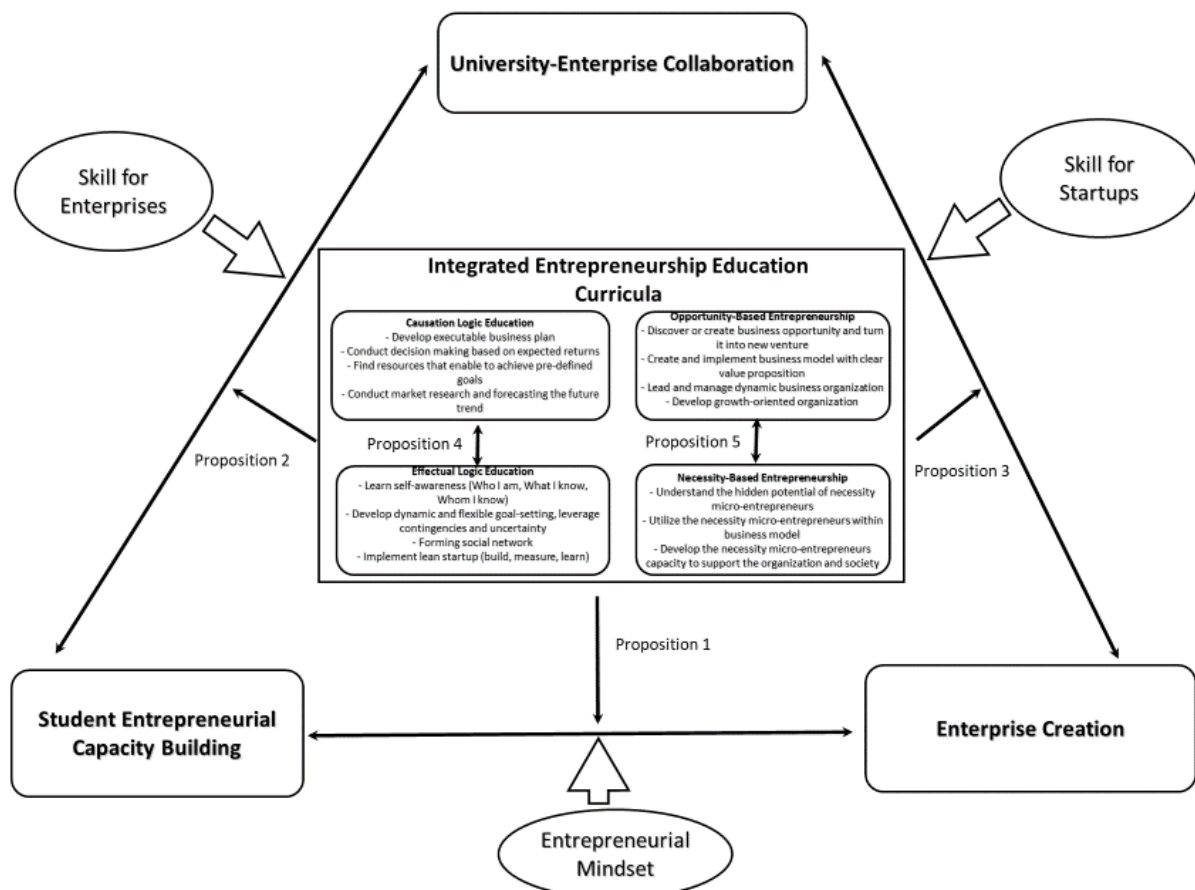 University-Enterprise Collaboration
Skill for
Enterprises
Skill for
Startups
Integrated Entrepreneurship Education
Curricula
Causation Logic Education
- Develop executable business plan
- Conduct decision making based on expected returns
- Find resources that enable to achieve pre-defined
goals
- Conduct market research and forecasting the future
trend
Opportunity-Based Entrepreneurship
- Discover or create business opportunity and turn
it into new venture
- Create and implement business model with clear
value proposition
- Lead and manage dynamic business organization
- Develop growth-oriented organization
Proposition 4
Proposition 5
Proposition 2
Proposition 3
Effectual Logic Education
- Learn self-awareness (Who I am, What I know,
Whom I know)
- Develop dynamic and flexible goal-setting, leverage
contingencies and uncertainty
- Forming social network
- Implement lean startup (build, measure, learn)
Necessity-Based Entrepreneurship
- Understand the hidden potential of necessity
micro-entrepreneurs
- Utilize the necessity micro-entrepreneurs within
business model
- Develop the necessity micro-entrepreneurs
capacity to support the organization and society
Proposition 1
Student Entrepreneurial
Capacity Building
Enterprise Creation
Entrepreneurial
Mindset